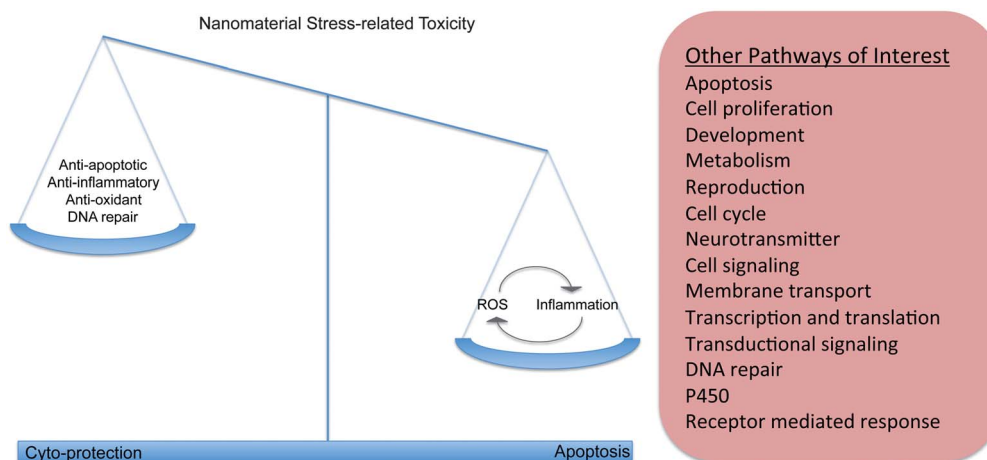 Nanomaterial Stress-related Toxicity
Anti-apoptotic
Anti-inflammatory
Anti-oxidant
DNA repair
ROS
Inflammation
Cyto-protection
Apoptosis
Other Pathways of Interest
Apoptosis
Cell proliferation
Development
Metabolism
Reproduction
Cell cycle
Neurotransmitter
Cell signaling
Membrane transport
Transcription and translation
Transductional signaling
DNA repair
P450
Receptor mediated response